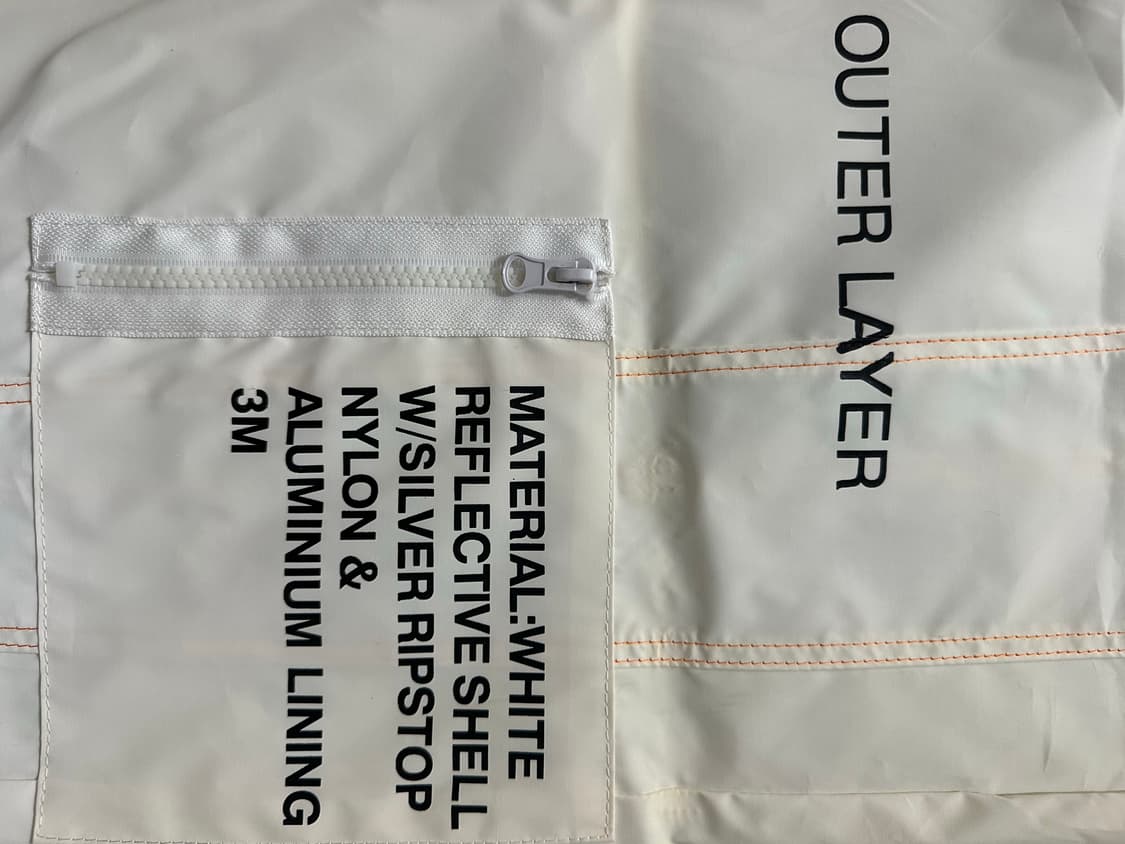 OUTER LAYER
MATERIAL:WHITE
REFLECTIVE SHELL
W/SILVER RIPSTOP
NYLON &
ALUMINIUM LINING
3M